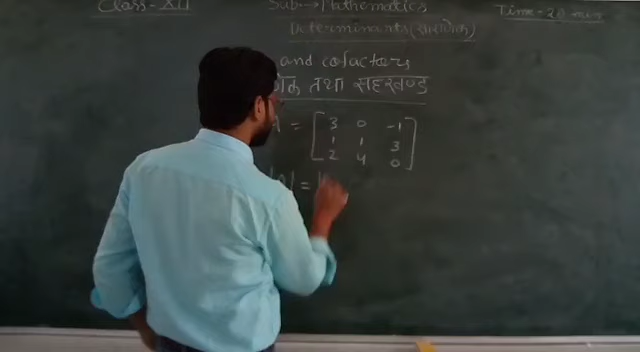 Class-XII
Sub→Mathematics
Time-20 min
Determinants(सारणिक)
and cofactors
तथा सहखण्ड
= [3 0 -1
1 1 3
2 4 0]
|A| =